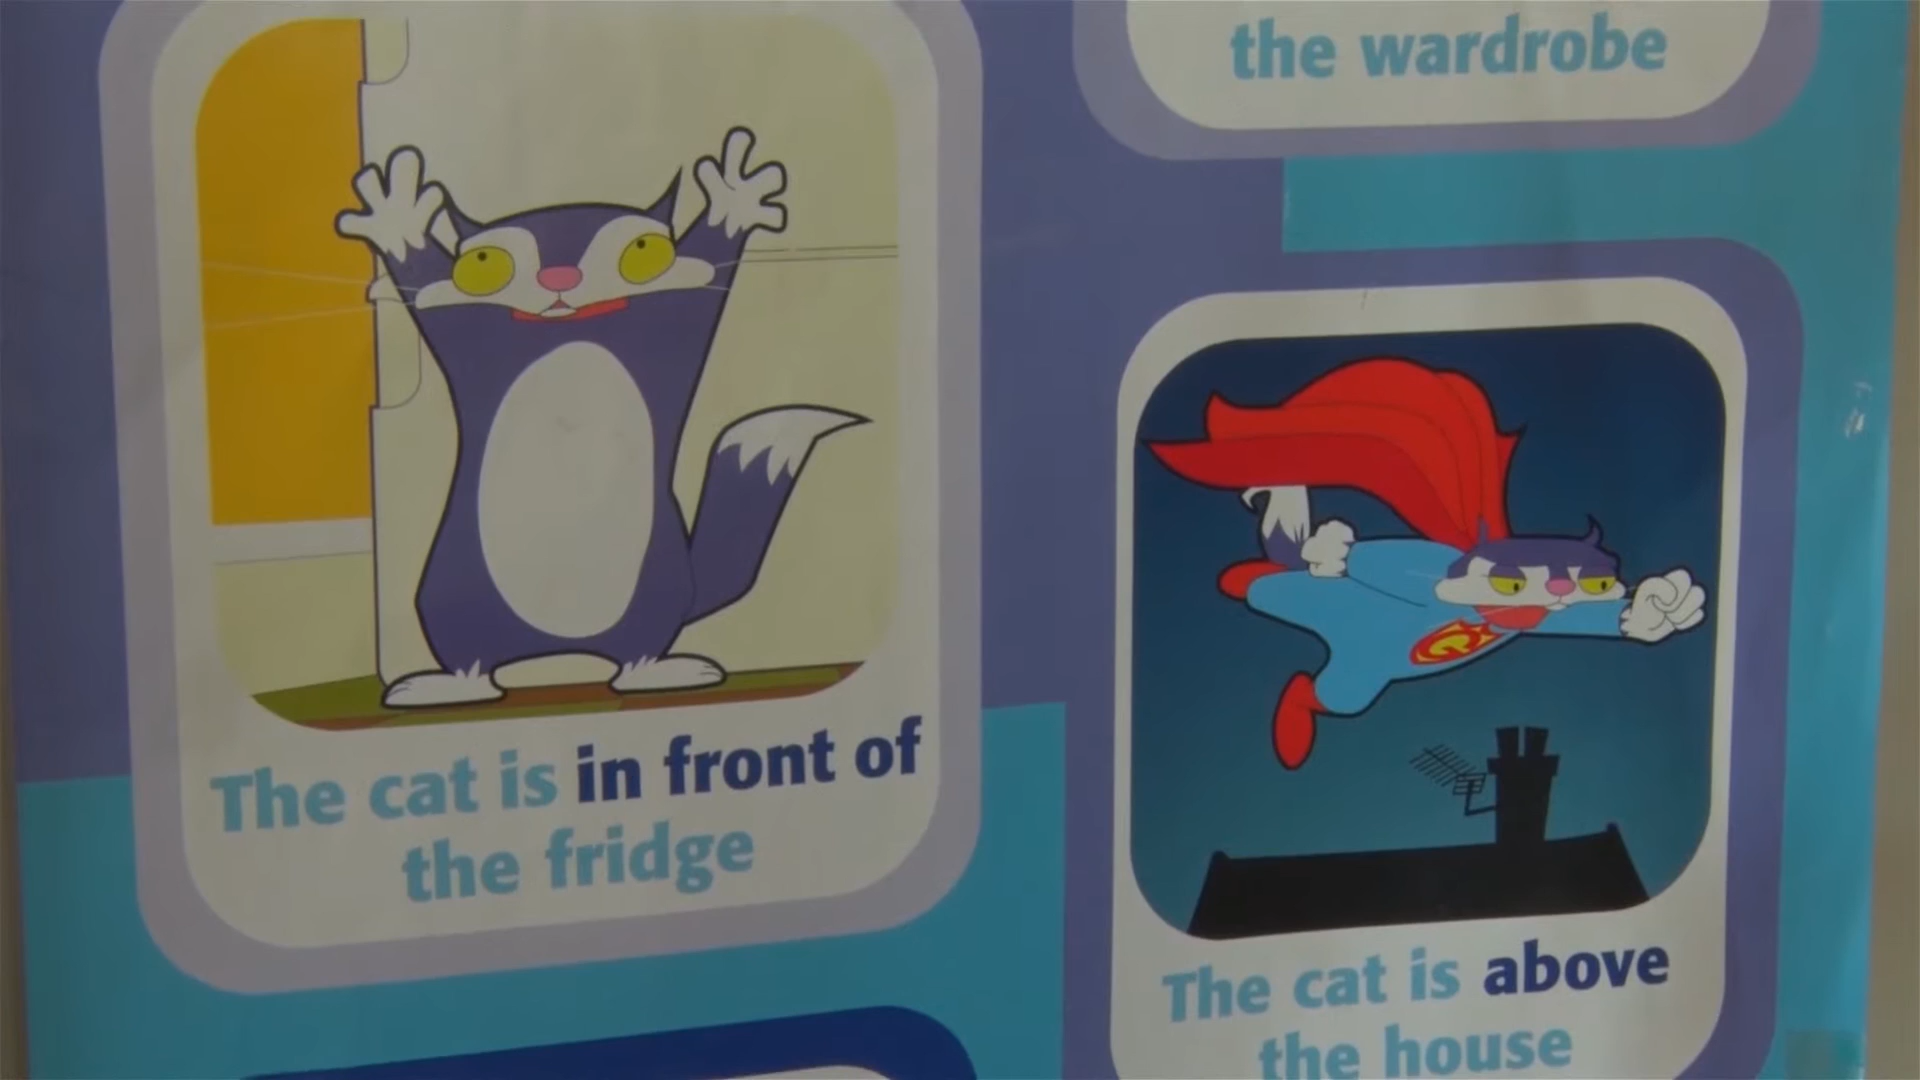 the wardrobe
The cat is in front of
the fridge
The cat is above
the house